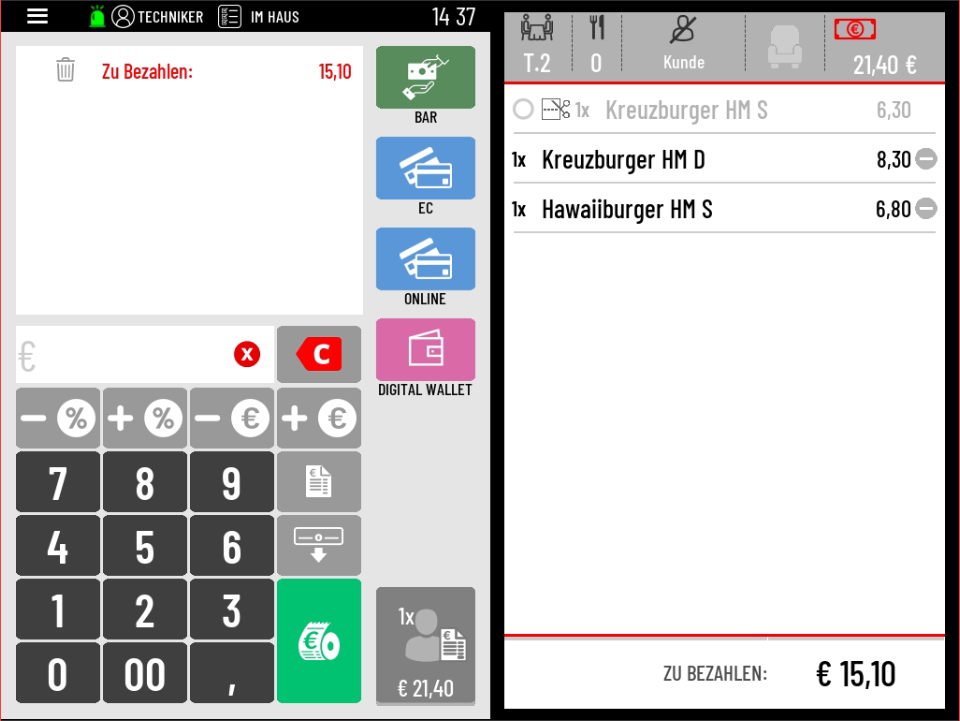 TECHNIKER IM HAUS 14 37
Zu Bezahlen: 15,10
BAR
EC
ONLINE
DIGITAL WALLET
€ X C
− % + % − € + €
7 8 9
4 5 6
1 2 3
0 00 ,
1x
€ 21,40
T.2 0 Kunde 21,40 €
1x Kreuzburger HM S 6,30
1x Kreuzburger HM D 8,30
1x Hawaiiburger HM S 6,80
ZU BEZAHLEN: € 15,10